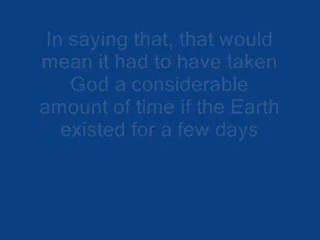 In saying that, that would
mean it had to have taken
God a considerable
amount of time if the Earth
existed for a few days